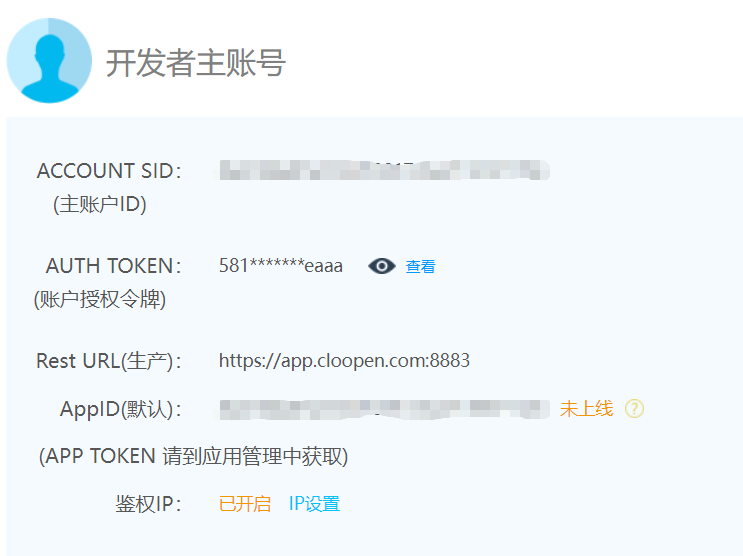 开发者主账号
ACCOUNT SID:
(主账户ID)
AUTH TOKEN: 581*******eaaa 查看
(账户授权令牌)
Rest URL(生产): https://app.cloopen.com:8883
AppID(默认): 未上线 ?
(APP TOKEN 请到应用管理中获取)
鉴权IP: 已开启 IP设置